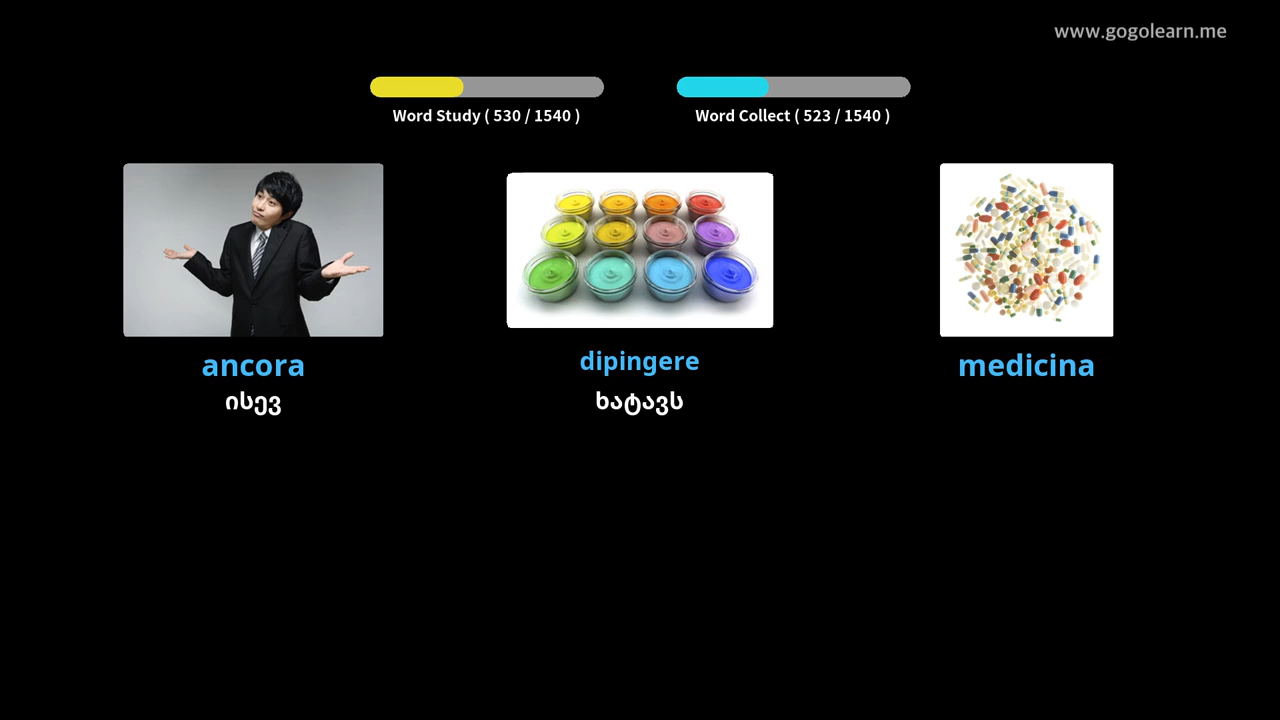 www.gogolearn.me
Word Study ( 530 / 1540 )
Word Collect ( 523 / 1540 )
ancora
ისევ
dipingere
ხატავს
medicina